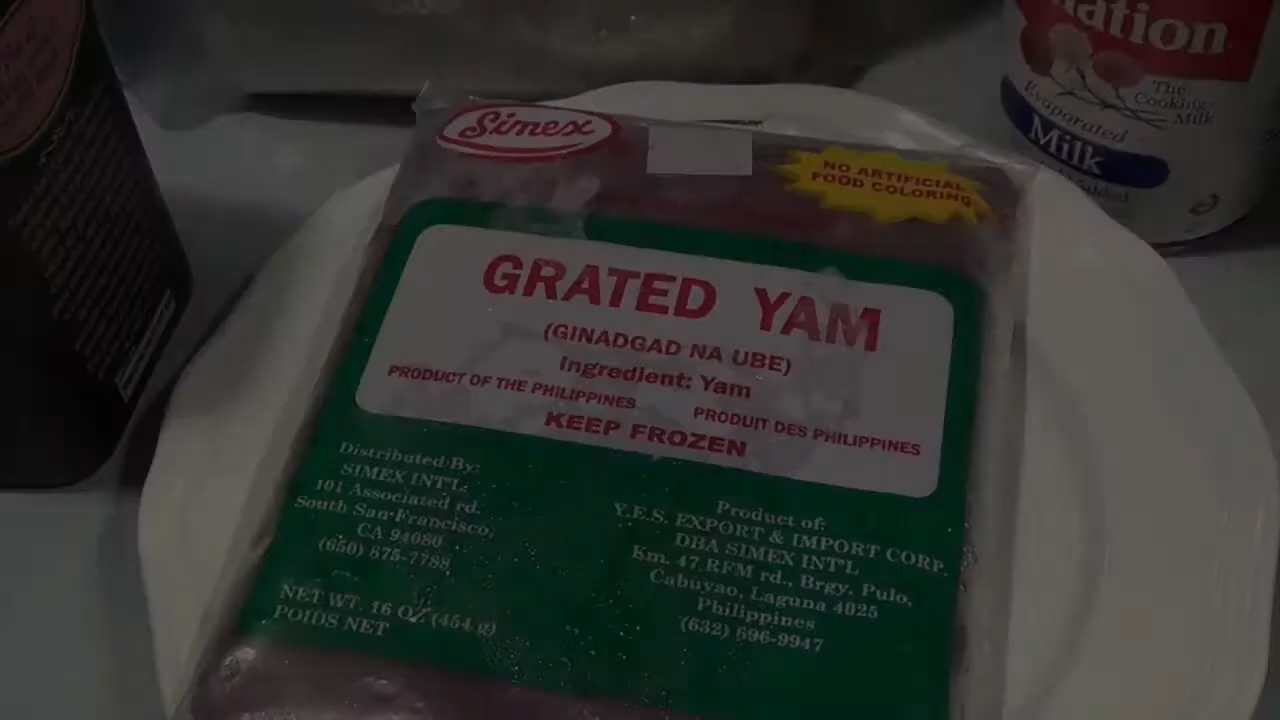 Simex
NO ARTIFICIAL
FOOD COLORING
GRATED YAM
(GINADGAD NA UBE)
Ingredient: Yam
PRODUCT OF THE PHILIPPINES
PRODUIT DES PHILIPPINES
KEEP FROZEN
Distributed By:
SIMEX INT'L.
101 Associated rd.
South San Francisco,
CA 94080
(650) 875-7788
NET WT. 16 OZ (454 g)
POIDS NET
Product of:
Y.E.S. EXPORT & IMPORT CORP.
DBA SIMEX INT'L
Km. 47 RFM rd., Brgy. Pulo,
Cabuyao, Laguna 4025
Philippines
(632) 696-9947
nation
The
Cooking
Milk
Evaporated
Milk
Added